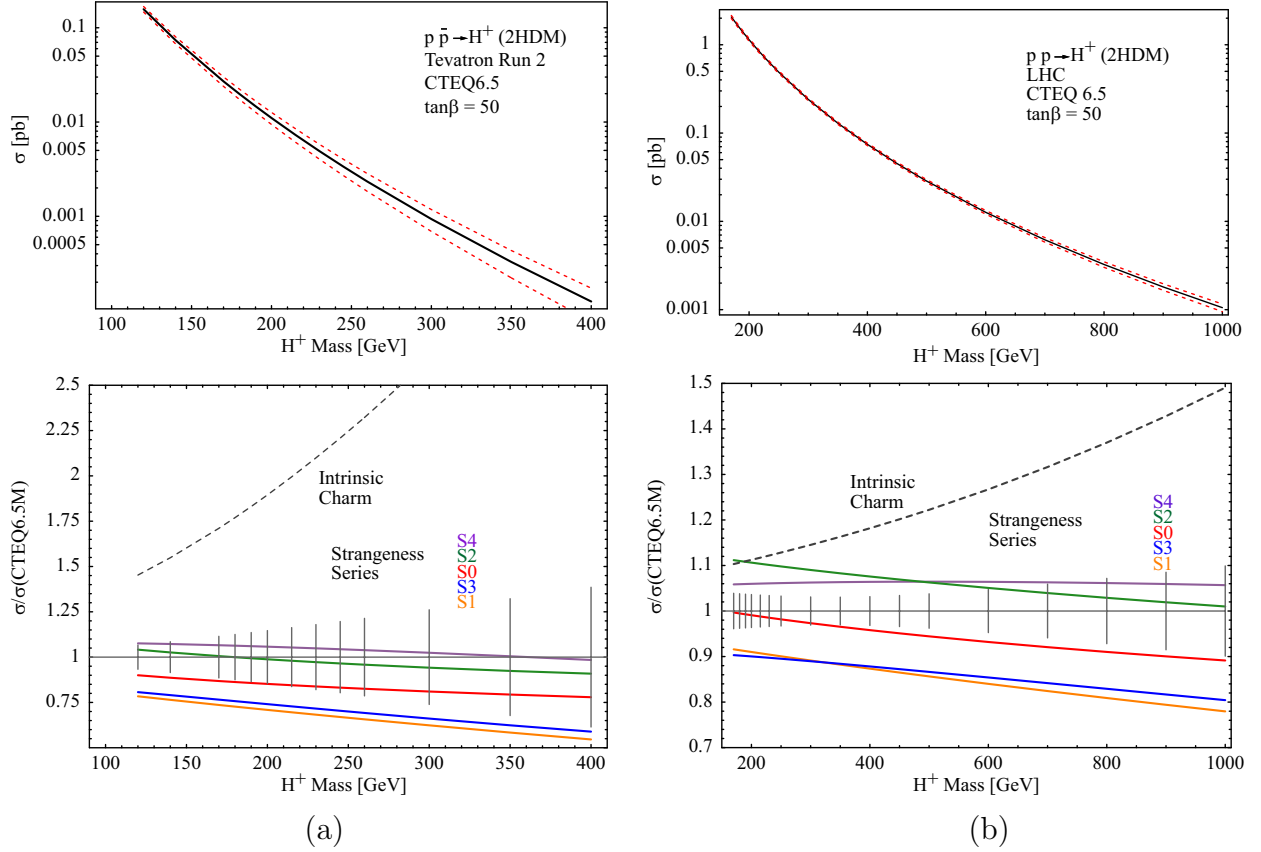 0.1
0.05
0.01
0.005
0.001
0.0005
σ [pb]
p p̄→H⁺ (2HDM)
Tevatron Run 2
CTEQ6.5
tanβ = 50
100 150 200 250 300 350 400
H⁺ Mass [GeV]
2
1
0.5
0.1
0.05
0.01
0.005
0.001
σ [pb]
p p→H⁺ (2HDM)
LHC
CTEQ 6.5
tanβ = 50
200 400 600 800 1000
H⁺ Mass [GeV]
2.5
2.25
2
1.75
1.5
1.25
1
0.75
σ/σ(CTEQ6.5M)
Intrinsic
Charm
Strangeness
Series
S4
S2
S0
S3
S1
100 150 200 250 300 350 400
H⁺ Mass [GeV]
(a)
1.5
1.4
1.3
1.2
1.1
1
0.9
0.8
0.7
σ/σ(CTEQ6.5M)
Intrinsic
Charm
Strangeness
Series
S4
S2
S0
S3
S1
200 400 600 800 1000
H⁺ Mass [GeV]
(b)